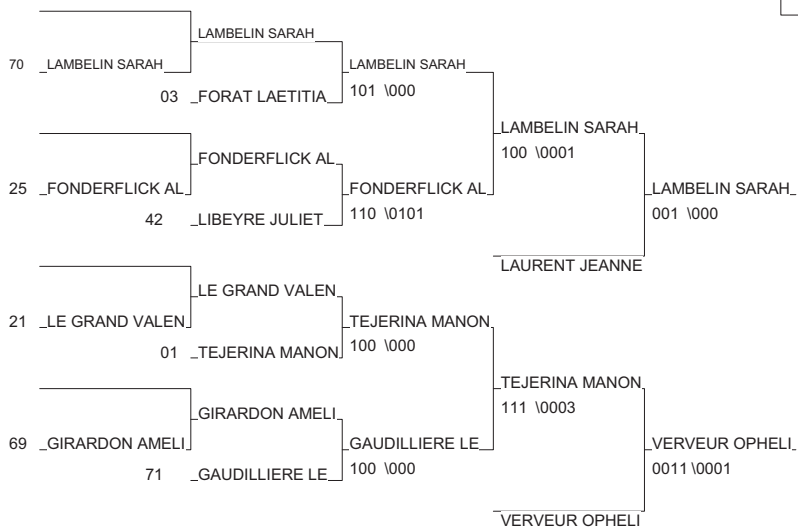 LAMBELIN SARAH
70 LAMBELIN SARAH LAMBELIN SARAH
03 FORAT LAETITIA 101 \000
LAMBELIN SARAH
100 \0001
FONDERFLICK AL
25 FONDERFLICK AL FONDERFLICK AL LAMBELIN SARAH
42 LIBEYRE JULIET 110 \0101 001 \000
LAURENT JEANNE
LE GRAND VALEN
21 LE GRAND VALEN TEJERINA MANON
01 TEJERINA MANON 100 \000
TEJERINA MANON
111 \0003
GIRARDON AMELI
69 GIRARDON AMELI GAUDILLIERE LE VERVEUR OPHELI
71 GAUDILLIERE LE 100 \000 0011 \0001
VERVEUR OPHELI